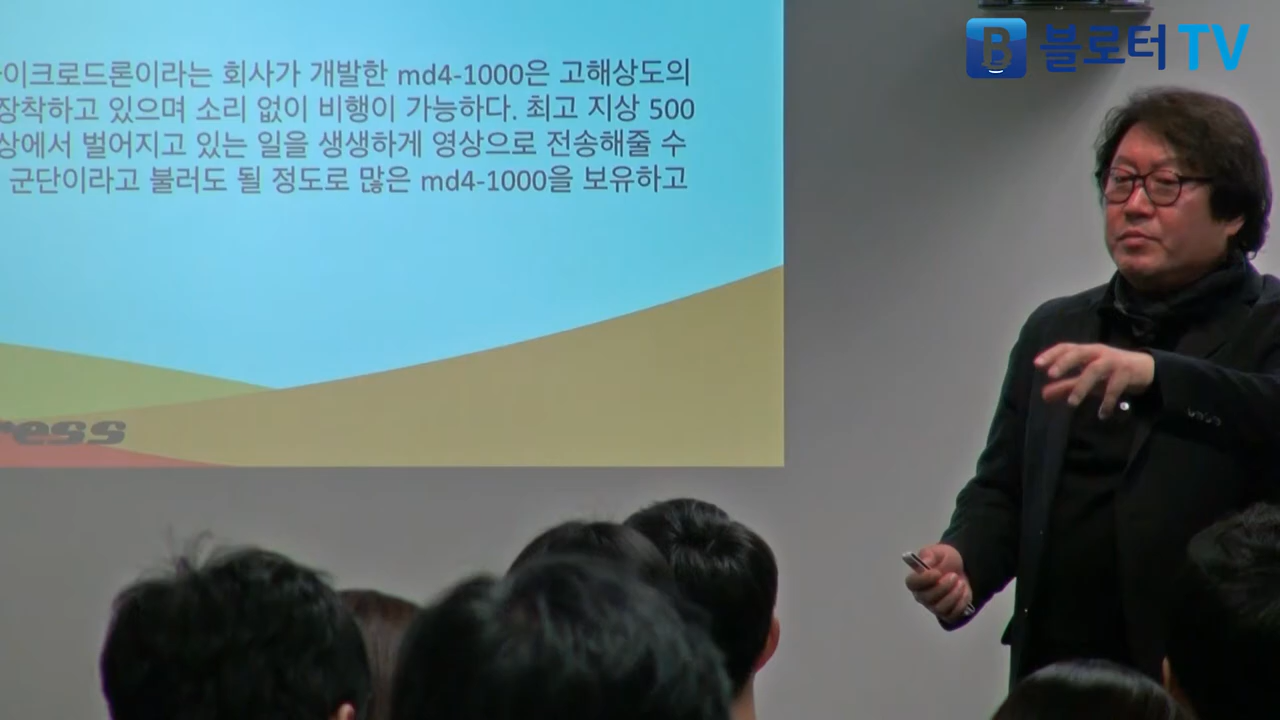 블로터 TV
이크로드론이라는 회사가 개발한 md4-1000은 고해상도의
장착하고 있으며 소리 없이 비행이 가능하다. 최고 지상 500
상에서 벌어지고 있는 일을 생생하게 영상으로 전송해줄 수
군단이라고 불러도 될 정도로 많은 md4-1000을 보유하고
ress